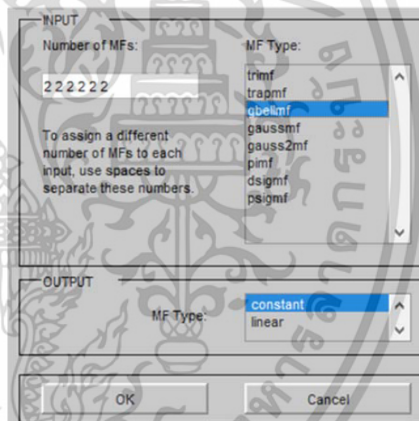 INPUT
Number of MFs:
2 2 2 2 2 2
To assign a different
number of MFs to each
input, use spaces to
separate these numbers.
MF Type:
trimf
trapmf
gbellmf
gaussmf
gauss2mf
pimf
dsigmf
psigmf
OUTPUT
MF Type:
constant
linear
OK
Cancel